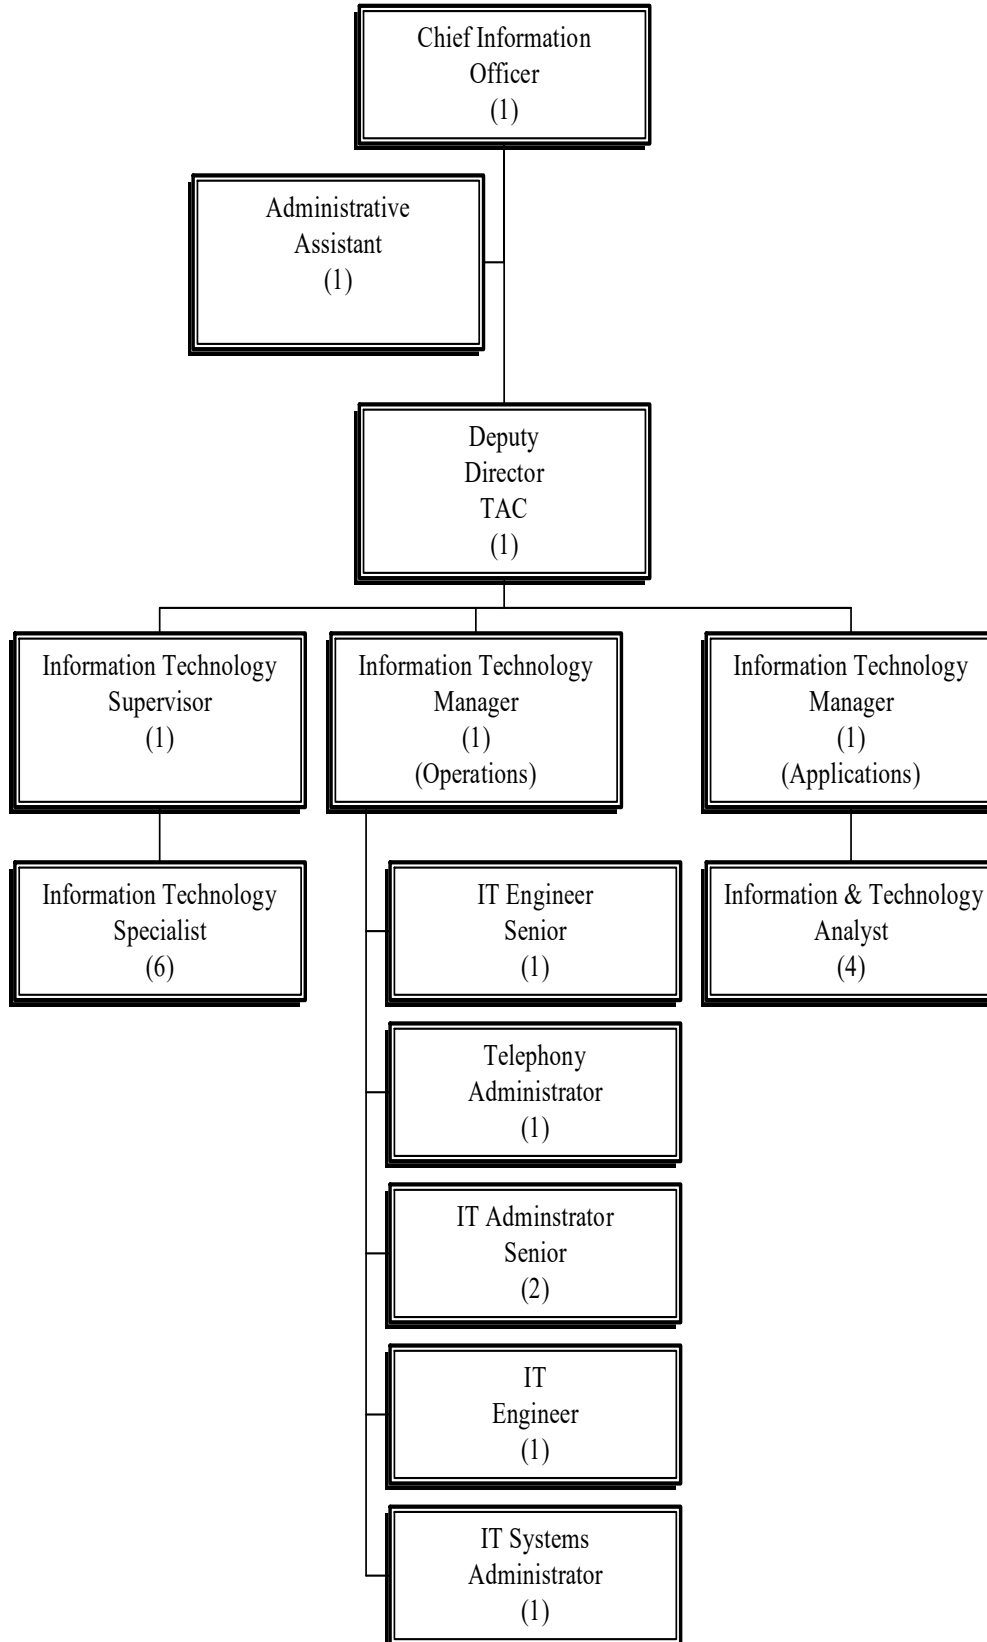 Chief Information
Officer
(1)
Administrative
Assistant
(1)
Deputy
Director
TAC
(1)
Information Technology
Supervisor
(1)
Information Technology
Manager
(1)
(Operations)
Information Technology
Manager
(1)
(Applications)
Information Technology
Specialist
(6)
IT Engineer
Senior
(1)
Information & Technology
Analyst
(4)
Telephony
Administrator
(1)
IT Adminstrator
Senior
(2)
IT
Engineer
(1)
IT Systems
Administrator
(1)